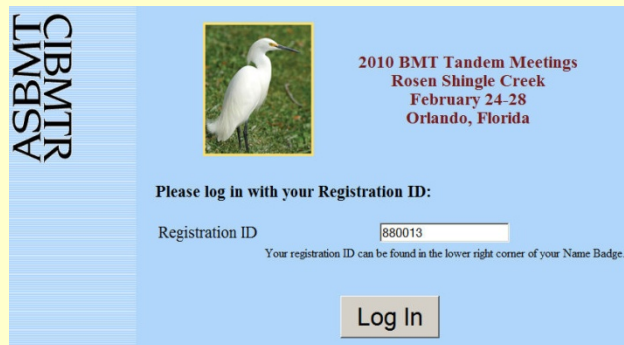 ASBMT
CIBMTR
2010 BMT Tandem Meetings
Rosen Shingle Creek
February 24-28
Orlando, Florida
Please log in with your Registration ID:
Registration ID
880013
Your registration ID can be found in the lower right corner of your Name Badge.
Log In